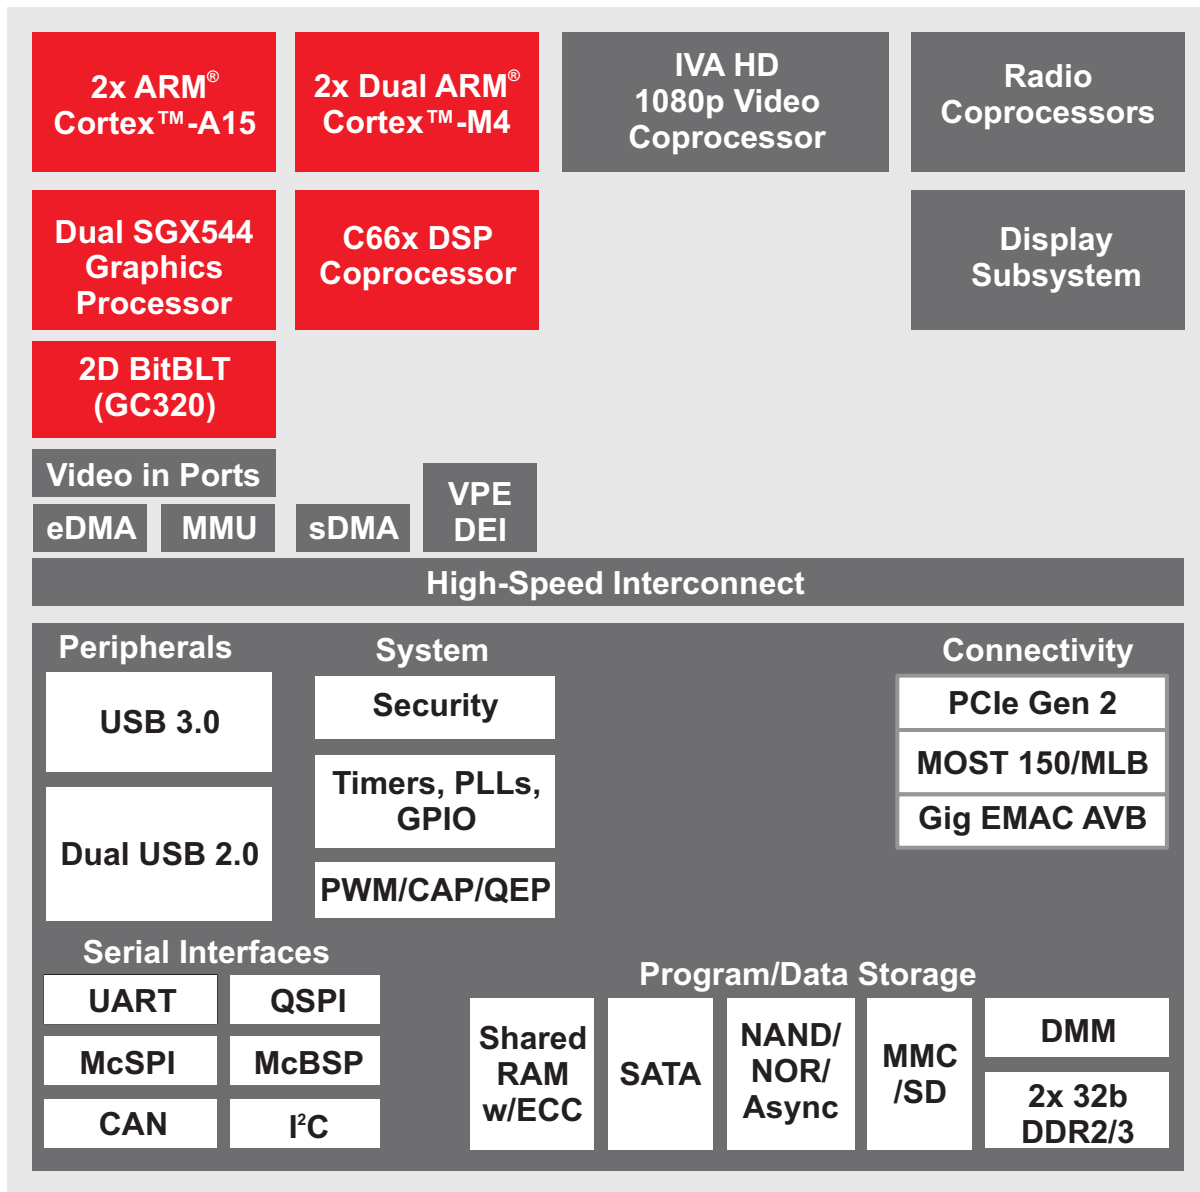 2x ARM®
Cortex™-A15
2x Dual ARM®
Cortex™-M4
IVA HD
1080p Video
Coprocessor
Radio
Coprocessors
Dual SGX544
Graphics
Processor
C66x DSP
Coprocessor
Display
Subsystem
2D BitBLT
(GC320)
Video in Ports
eDMA
MMU
sDMA
VPE
DEI
High-Speed Interconnect
Peripherals
USB 3.0
Dual USB 2.0
System
Security
Timers, PLLs,
GPIO
PWM/CAP/QEP
Connectivity
PCIe Gen 2
MOST 150/MLB
Gig EMAC AVB
Serial Interfaces
UART
QSPI
McSPI
McBSP
CAN
I²C
Program/Data Storage
Shared
RAM
w/ECC
SATA
NAND/
NOR/
Async
MMC
/SD
DMM
2x 32b
DDR2/3